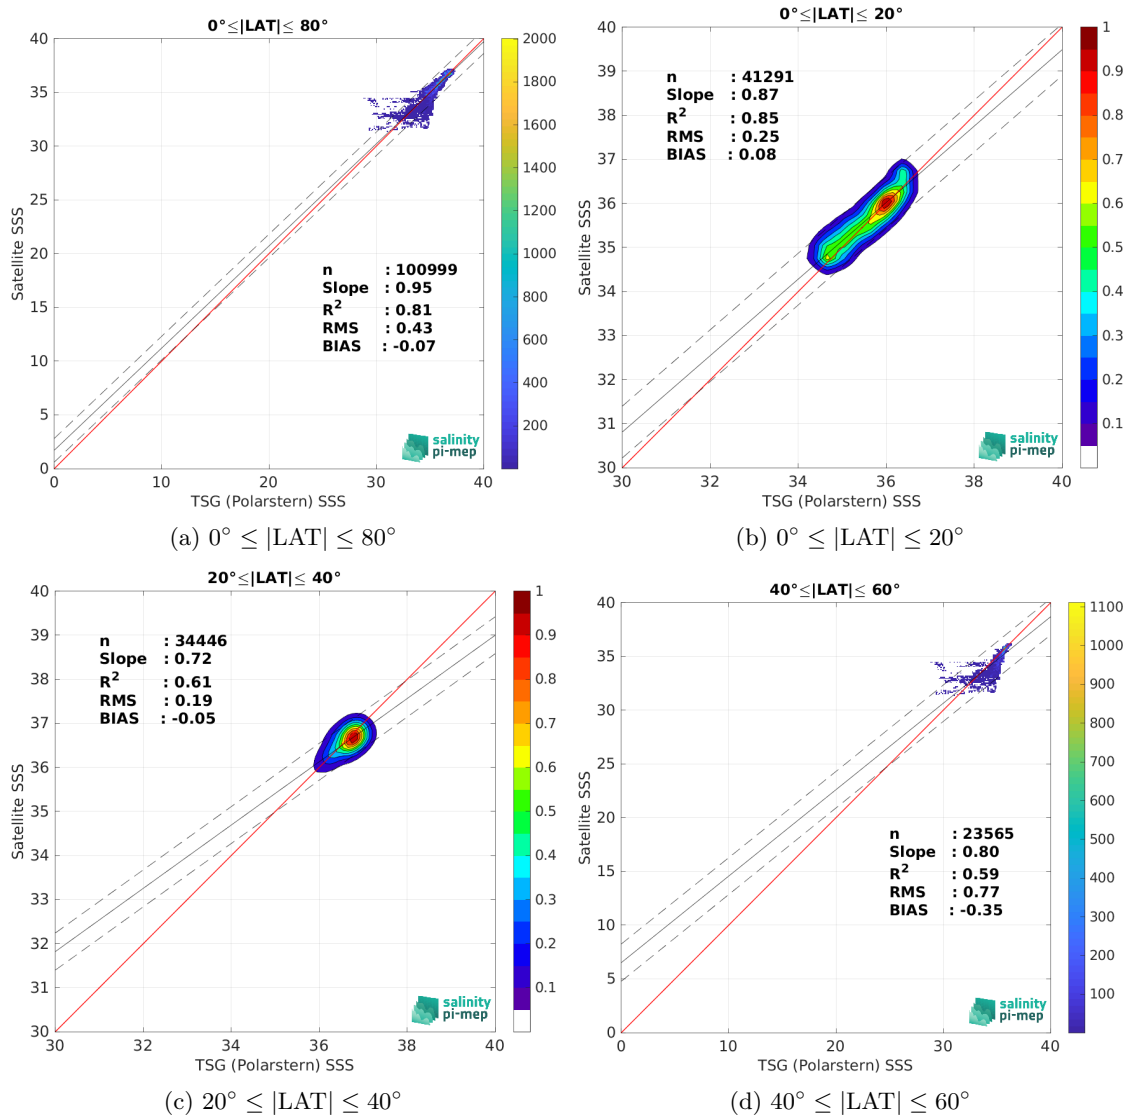 0°≤|LAT|≤ 80°
40
35
30
25
20
15
10
5
0
Satellite SSS
n : 100999
Slope : 0.95
R² : 0.81
RMS : 0.43
BIAS : -0.07
salinity
pi-mep
0 10 20 30 40
TSG (Polarstern) SSS
2000
1800
1600
1400
1200
1000
800
600
400
200
(a) 0° ≤ |LAT| ≤ 80°
0°≤|LAT|≤ 20°
40
39
38
37
36
35
34
33
32
31
30
Satellite SSS
n : 41291
Slope : 0.87
R² : 0.85
RMS : 0.25
BIAS : 0.08
salinity
pi-mep
30 32 34 36 38 40
TSG (Polarstern) SSS
1
0.9
0.8
0.7
0.6
0.5
0.4
0.3
0.2
0.1
(b) 0° ≤ |LAT| ≤ 20°
20°≤|LAT|≤ 40°
40
39
38
37
36
35
34
33
32
31
30
Satellite SSS
n : 34446
Slope : 0.72
R² : 0.61
RMS : 0.19
BIAS : -0.05
salinity
pi-mep
30 32 34 36 38 40
TSG (Polarstern) SSS
1
0.9
0.8
0.7
0.6
0.5
0.4
0.3
0.2
0.1
(c) 20° ≤ |LAT| ≤ 40°
40°≤|LAT|≤ 60°
40
35
30
25
20
15
10
5
0
Satellite SSS
n : 23565
Slope : 0.80
R² : 0.59
RMS : 0.77
BIAS : -0.35
salinity
pi-mep
0 10 20 30 40
TSG (Polarstern) SSS
1100
1000
900
800
700
600
500
400
300
200
100
(d) 40° ≤ |LAT| ≤ 60°